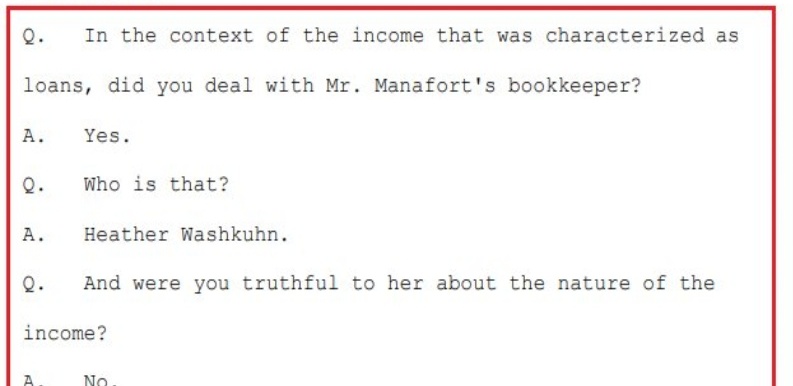 Q. In the context of the income that was characterized as
loans, did you deal with Mr. Manafort's bookkeeper?
A. Yes.
Q. Who is that?
A. Heather Washkuhn.
Q. And were you truthful to her about the nature of the
income?
A. No.